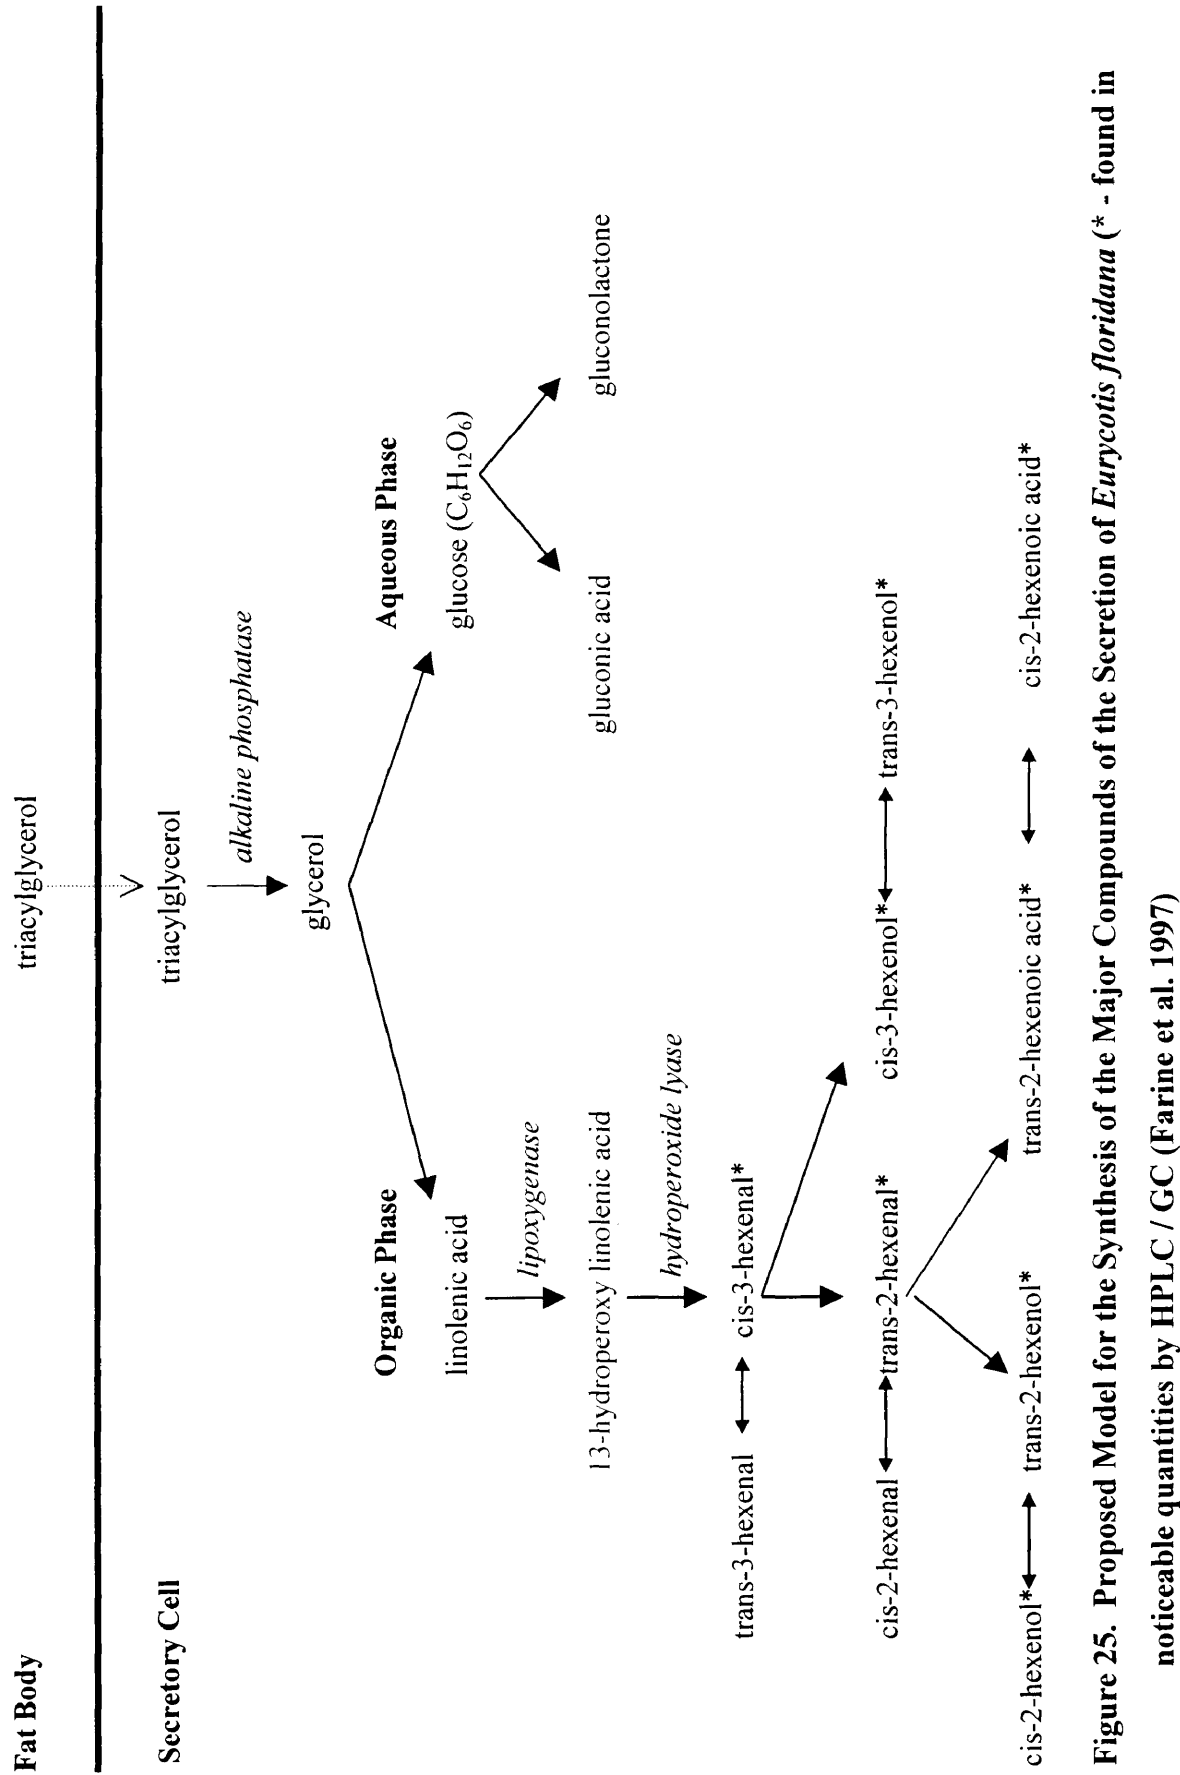 Fat Body
triacylglycerol
Secretory Cell
triacylglycerol
alkaline phosphatase
glycerol
Organic Phase
Aqueous Phase
linolenic acid
glucose (C₆H₁₂O₆)
lipoxygenase
13-hydroperoxy linolenic acid
gluconic acid
gluconolactone
hydroperoxide lyase
trans-3-hexenal
cis-3-hexenal*
cis-2-hexenal
trans-2-hexenal*
cis-3-hexenol*
trans-3-hexenol*
cis-2-hexenol*
trans-2-hexenol*
trans-2-hexenoic acid*
cis-2-hexenoic acid*
Figure 25. Proposed Model for the Synthesis of the Major Compounds of the Secretion of Eurycotis floridana (* - found in
noticeable quantities by HPLC / GC (Farine et al. 1997)